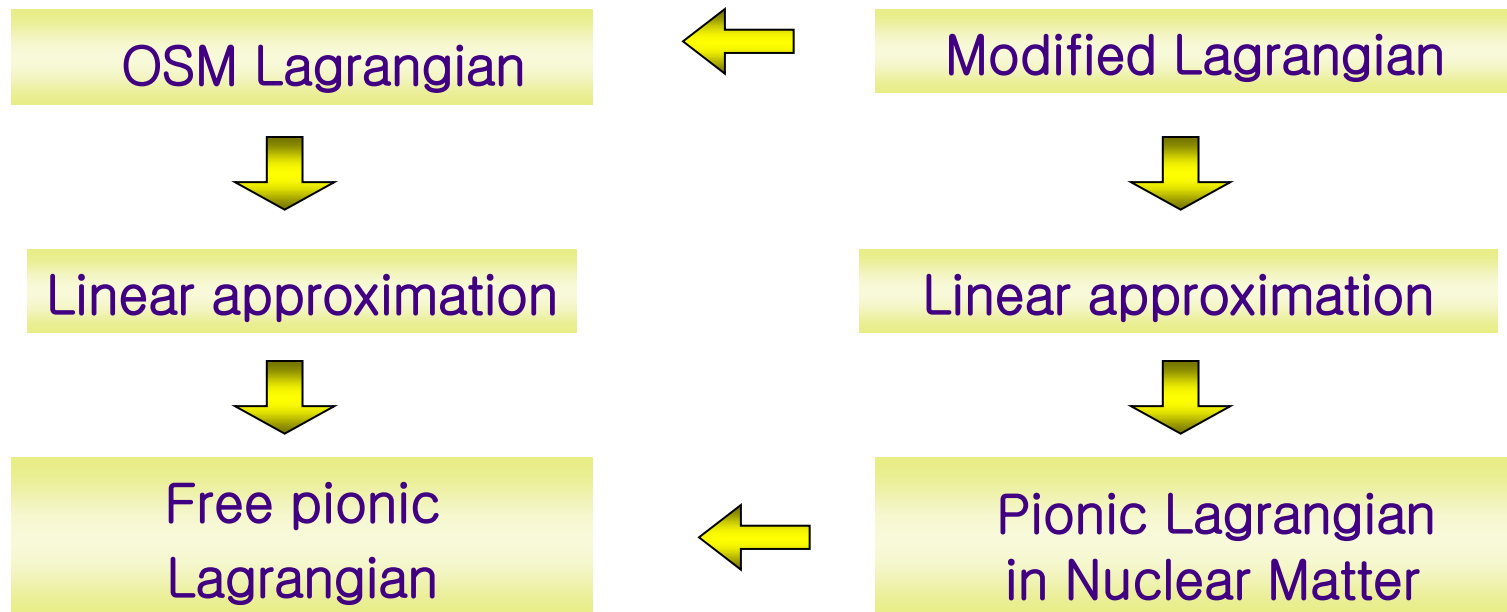 OSM Lagrangian
Modified Lagrangian
Linear approximation
Linear approximation
Free pionic
Lagrangian
Pionic Lagrangian
in Nuclear Matter